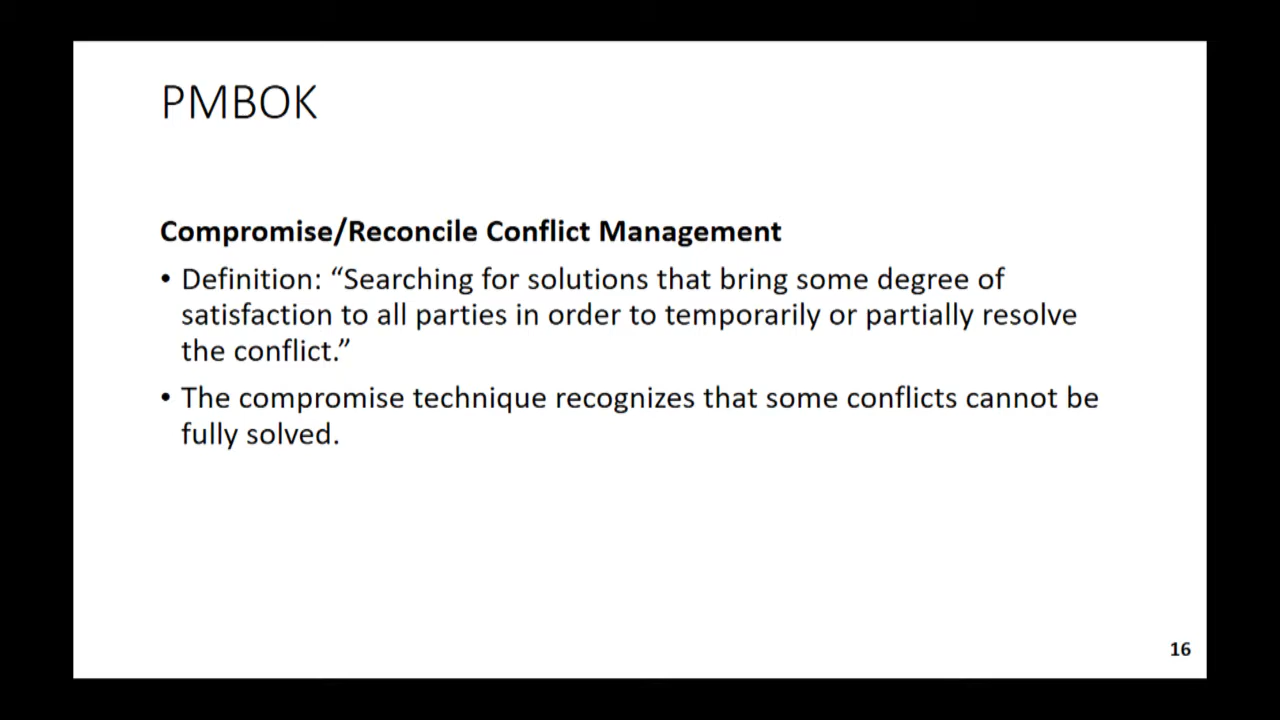 PMBOK
Compromise/Reconcile Conflict Management
• Definition: “Searching for solutions that bring some degree of
satisfaction to all parties in order to temporarily or partially resolve
the conflict.”
• The compromise technique recognizes that some conflicts cannot be
fully solved.
16